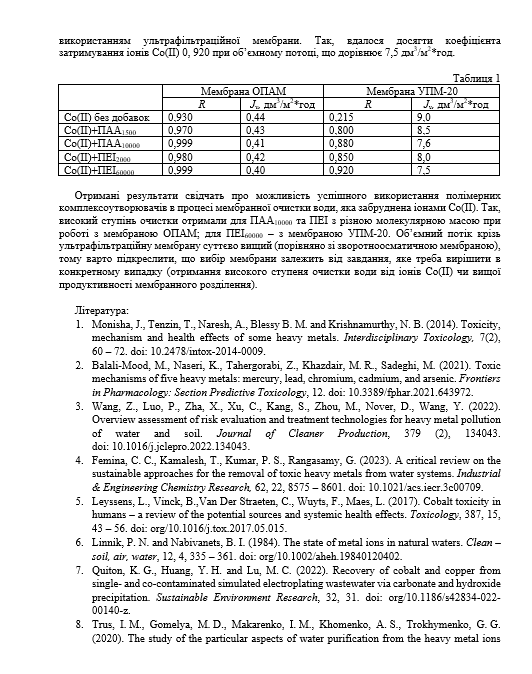 використанням ультрафільтраційної мембрани. Так, вдалося досягти коефіцієнта
затримування іонів Co(II) 0, 920 при об’ємному потоці, що дорівнює 7,5 дм³/м²*год.
Таблиця 1
Мембрана ОПАМ Мембрана УПМ-20
R Jv, дм³/м²*год R Jv, дм³/м²*год
Co(II) без добавок 0,930 0,44 0,215 9,0
Co(II)+ПАА1500 0,970 0,43 0,800 8,5
Co(II)+ПАА10000 0,999 0,41 0,880 7,6
Co(II)+ПЕІ2000 0,980 0,42 0,850 8,0
Co(II)+ПЕІ60000 0,999 0,40 0,920 7,5
Отримані результати свідчать про можливість успішного використання полімерних
комплексоутворювачів в процесі мембранної очистки води, яка забруднена іонами Co(II). Так,
високий ступінь очистки отримали для ПАА10000 та ПЕІ з різною молекулярною масою при
роботі з мембраною ОПАМ; для ПЕІ60000 – з мембраною УПМ-20. Об’ємний потік крізь
ультрафільтраційну мембрану суттєво вищий (порівняно зі зворотноосматичною мембраною),
тому варто підкреслити, що вибір мембрани залежить від завдання, яке треба вирішити в
конкретному випадку (отримання високого ступеня очистки води від іонів Co(II) чи вищої
продуктивності мембранного розділення).
Література:
1. Monisha, J., Tenzin, T., Naresh, A., Blessy B. M. and Krishnamurthy, N. B. (2014). Toxicity,
mechanism and health effects of some heavy metals. Interdisciplinary Toxicology, 7(2),
60 – 72. doi: 10.2478/intox-2014-0009.
2. Balali-Mood, M., Naseri, K., Tahergorabi, Z., Khazdair, M. R., Sadeghi, M. (2021). Toxic
mechanisms of five heavy metals: mercury, lead, chromium, cadmium, and arsenic. Frontiers
in Pharmacology: Section Predictive Toxicology, 12. doi: 10.3389/fphar.2021.643972.
3. Wang, Z., Luo, P., Zha, X., Xu, C., Kang, S., Zhou, M., Nover, D., Wang, Y. (2022).
Overview assessment of risk evaluation and treatment technologies for heavy metal pollution
of water and soil. Journal of Cleaner Production, 379 (2), 134043.
doi: 10.1016/j.jclepro.2022.134043.
4. Femina, C. C., Kamalesh, T., Kumar, P. S., Rangasamy, G. (2023). A critical review on the
sustainable approaches for the removal of toxic heavy metals from water systems. Industrial
& Engineering Chemistry Research, 62, 22, 8575 – 8601. doi: 10.1021/acs.iecr.3c00709.
5. Leyssens, L., Vinck, B.,Van Der Straeten, C., Wuyts, F., Maes, L. (2017). Cobalt toxicity in
humans – a review of the potential sources and systemic health effects. Toxicology, 387, 15,
43 – 56. doi: org/10.1016/j.tox.2017.05.015.
6. Linnik, P. N. and Nabivanets, B. I. (1984). The state of metal ions in natural waters. Clean –
soil, air, water, 12, 4, 335 – 361. doi: org/10.1002/aheh.19840120402.
7. Quiton, K. G., Huang, Y. H. and Lu, M. C. (2022). Recovery of cobalt and copper from
single- and co-contaminated simulated electroplating wastewater via carbonate and hydroxide
precipitation. Sustainable Environment Research, 32, 31. doi: org/10.1186/s42834-022-
00140-z.
8. Trus, I. M., Gomelya, M. D., Makarenko, I. M., Khomenko, A. S., Trokhymenko, G. G.
(2020). The study of the particular aspects of water purification from the heavy metal ions